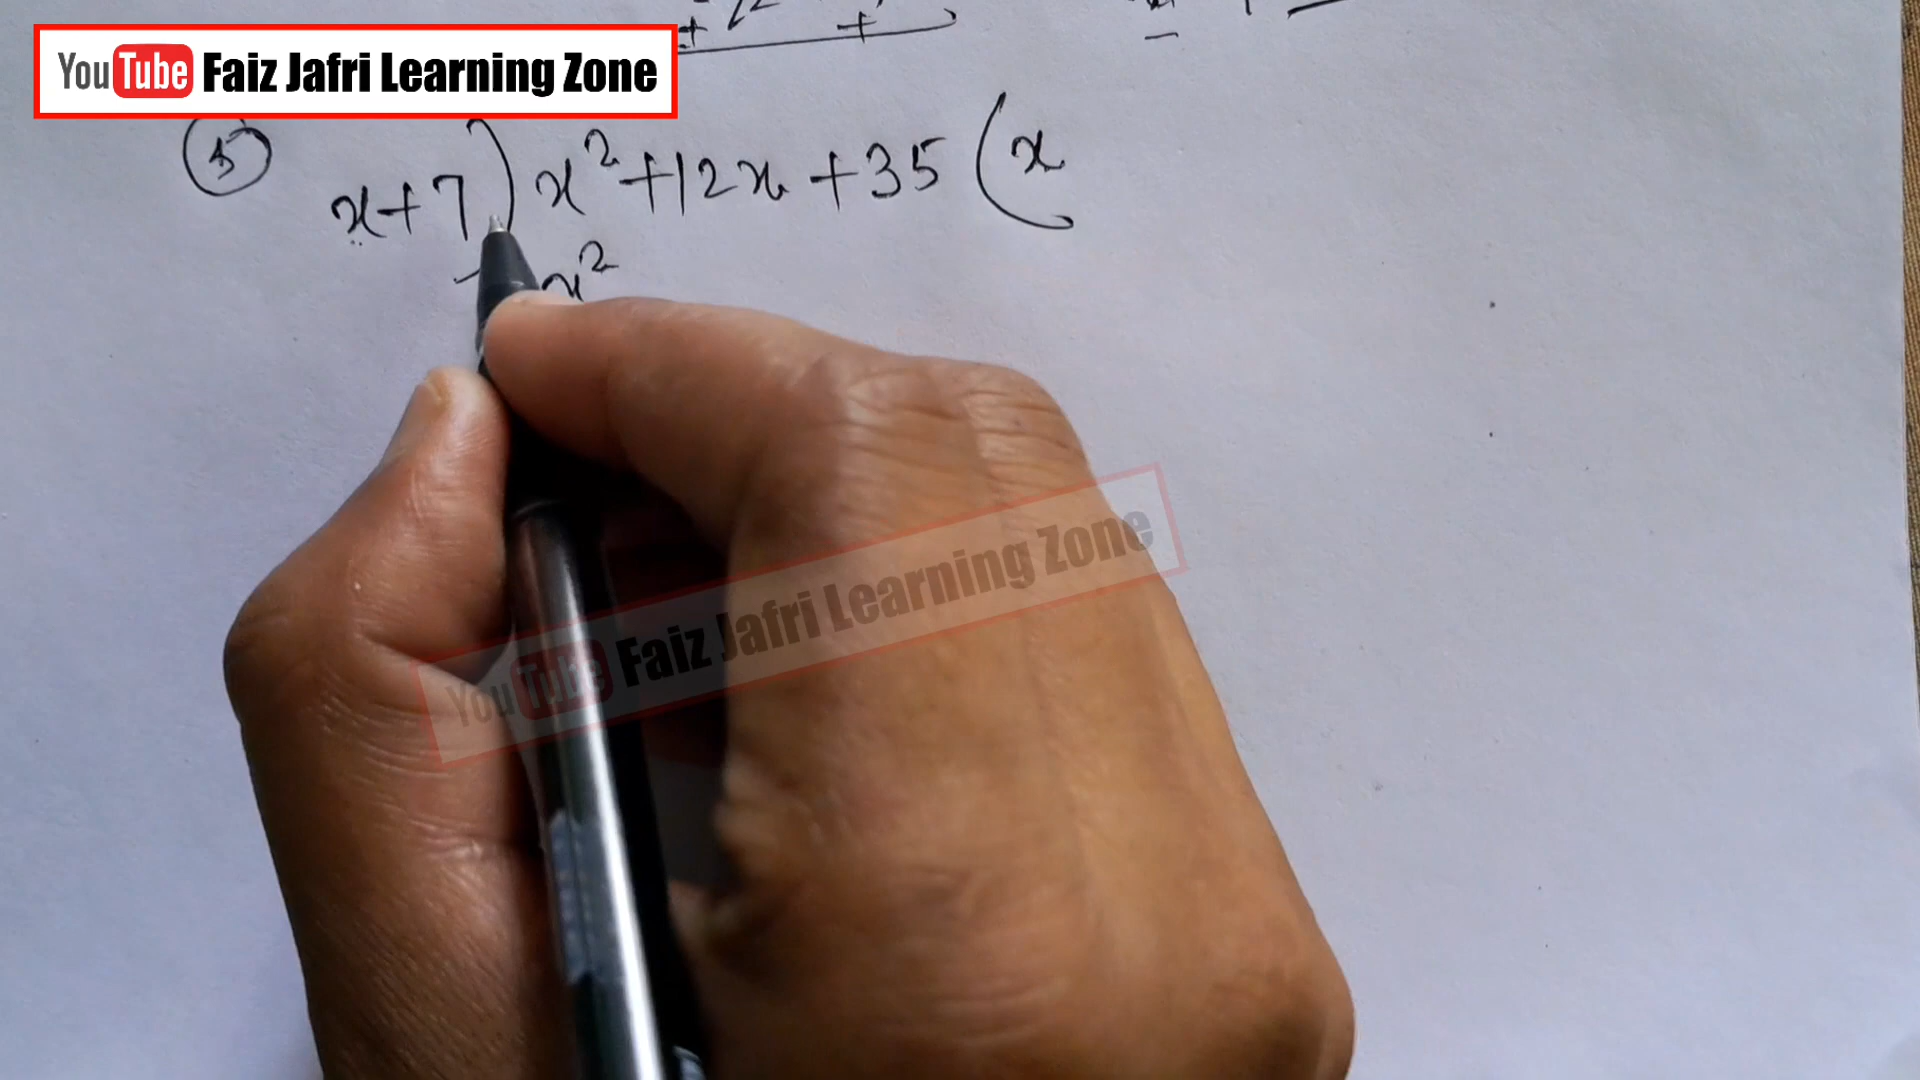 YouTube Faiz Jafri Learning Zone
5
x+7) x²+12x+35 (x
x²
YouTube Faiz Jafri Learning Zone